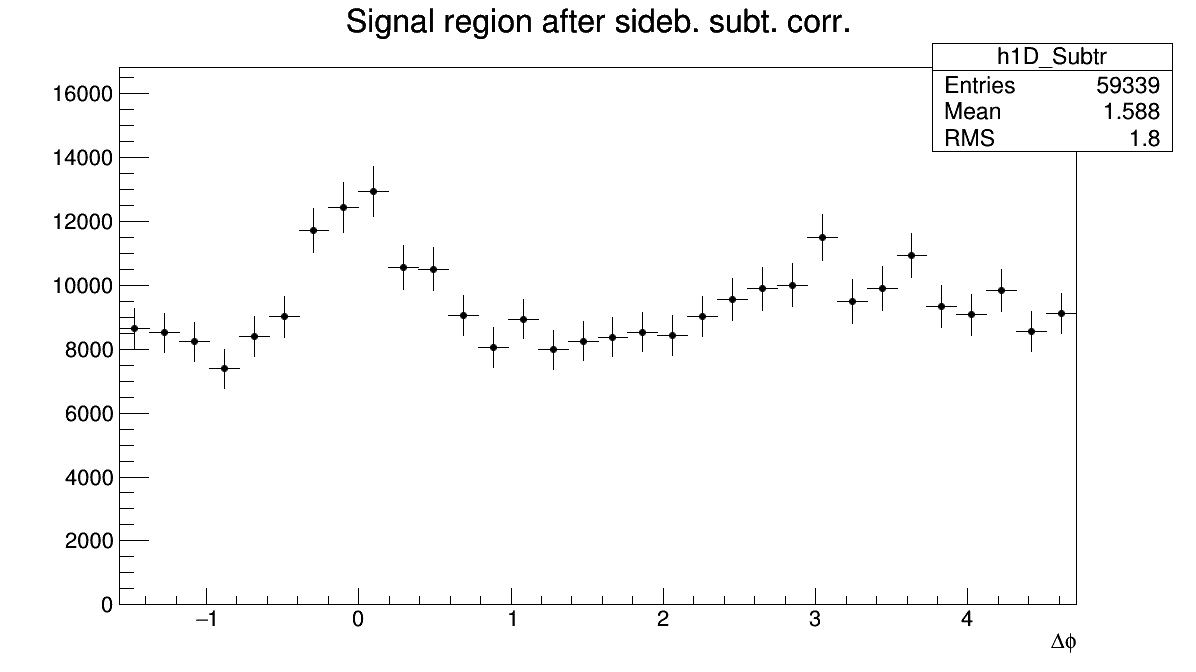 Signal region after sideb. subt. corr.
h1D_Subtr
Entries 59339
Mean 1.588
RMS 1.8
16000
14000
12000
10000
8000
6000
4000
2000
0
−1 0 1 2 3 4
Δϕ